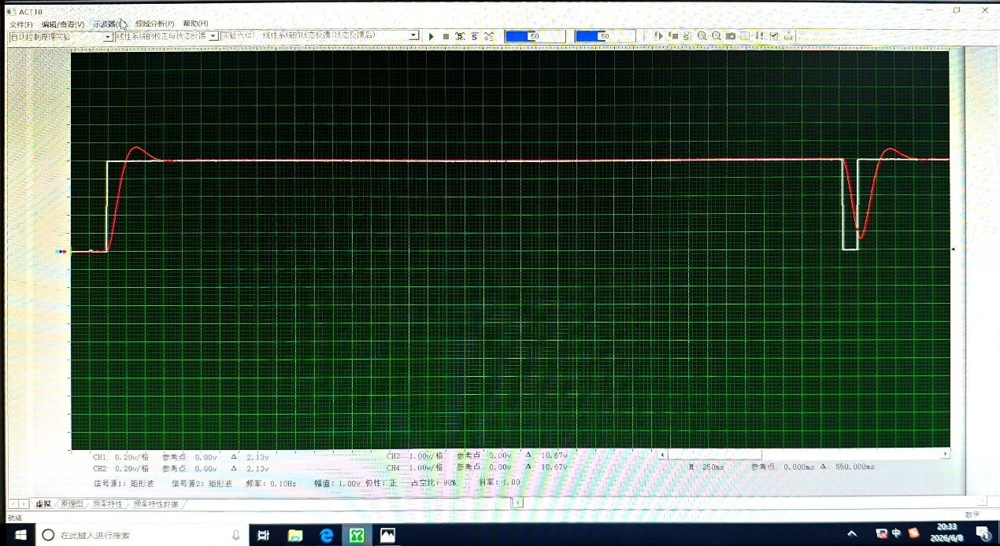 ACT18
文件(F) 编辑/查看(V) 示波器( 频域分析(P) 帮助(H)
自动控制原理实验 线性系统的校正与状态反馈 实验六(2) 线性系统的状态反馈(状态反馈后) 50 50
CH1 0.20v/格 参考点 0.00v Δ 2.13v CH3 1.00v/格 参考点 0.00v Δ 10.67v
CH2 0.20v/格 参考点 0.00v Δ 2.13v CH4 1.00v/格 参考点 0.00v Δ 10.67v M 250ms 参考点 0.000ms Δ 550.000ms
信号源1: 矩形波 信号源2: 矩形波 频率: 0.10Hz 幅值: 1.00v 极性: 正 占空比: 98% 斜率: 1.00
虚拟 原理图 频率特性 频率特性数据
就绪 数字
在此键入进行搜索 中 20:33
2026/6/8 1